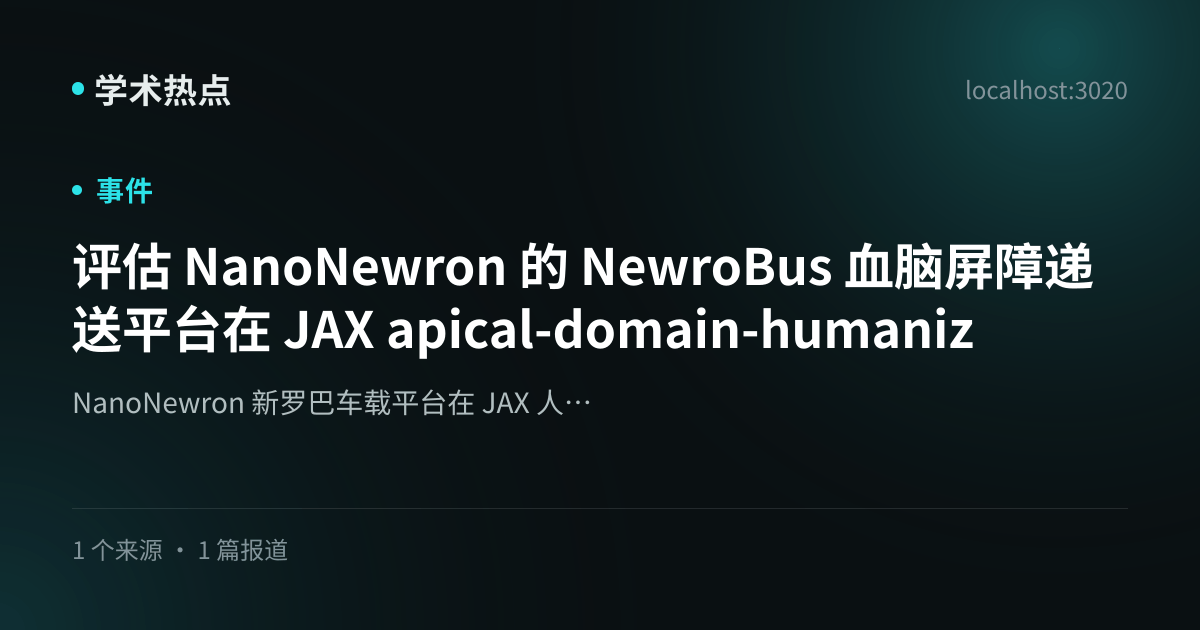 学术热点
localhost:3020
事件
评估 NanoNewron 的 NewroBus 血脑屏障递
送平台在 JAX apical-domain-humaniz
NanoNewron 新罗巴车载平台在 JAX 人…
1 个来源 · 1 篇报道